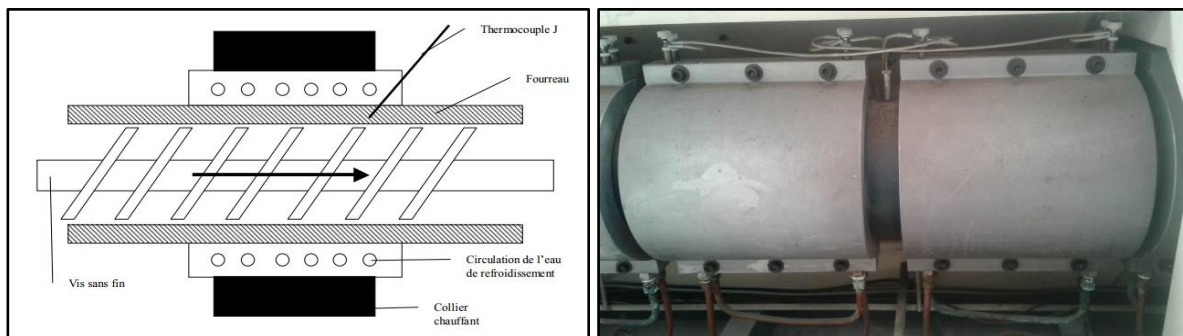 Thermocouple J
Fourreau
Circulation de l'eau
de refroidissement
Vis sans fin
Collier
chauffant